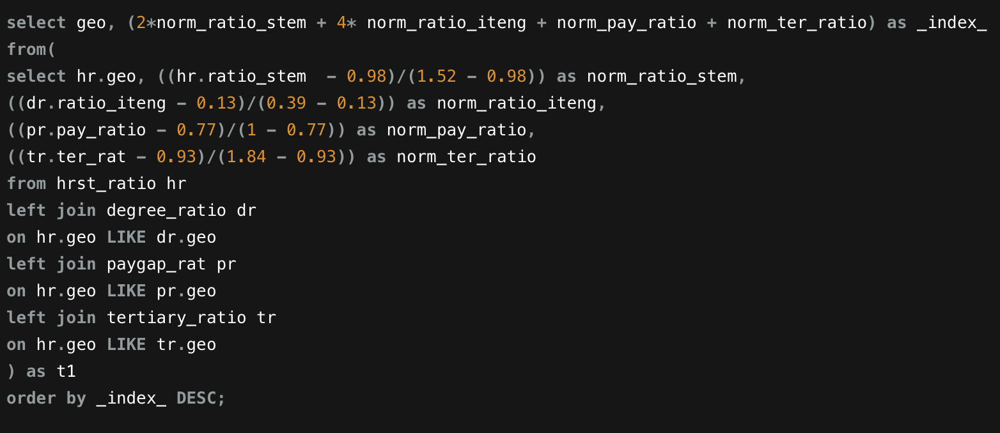 select geo, (2*norm_ratio_stem + 4* norm_ratio_iteng + norm_pay_ratio + norm_ter_ratio) as _index_
from(
select hr.geo, ((hr.ratio_stem  - 0.98)/(1.52 - 0.98)) as norm_ratio_stem,
((dr.ratio_iteng - 0.13)/(0.39 - 0.13)) as norm_ratio_iteng,
((pr.pay_ratio - 0.77)/(1 - 0.77)) as norm_pay_ratio,
((tr.ter_rat - 0.93)/(1.84 - 0.93)) as norm_ter_ratio
from hrst_ratio hr
left join degree_ratio dr
on hr.geo LIKE dr.geo
left join paygap_rat pr
on hr.geo LIKE pr.geo
left join tertiary_ratio tr
on hr.geo LIKE tr.geo
) as t1
order by _index_ DESC;